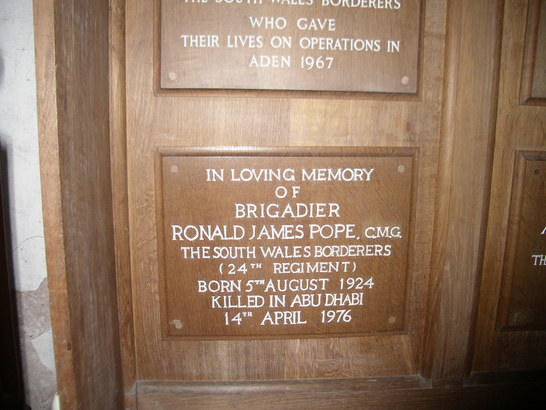 THE SOUTH WALES BORDERERS
WHO GAVE
THEIR LIVES ON OPERATIONS IN
ADEN 1967
IN LOVING MEMORY
OF
BRIGADIER
RONALD JAMES POPE, C.M.G.
THE SOUTH WALES BORDERERS
(24TH REGIMENT)
BORN 5TH AUGUST 1924
KILLED IN ABU DHABI
14TH APRIL 1976
TH